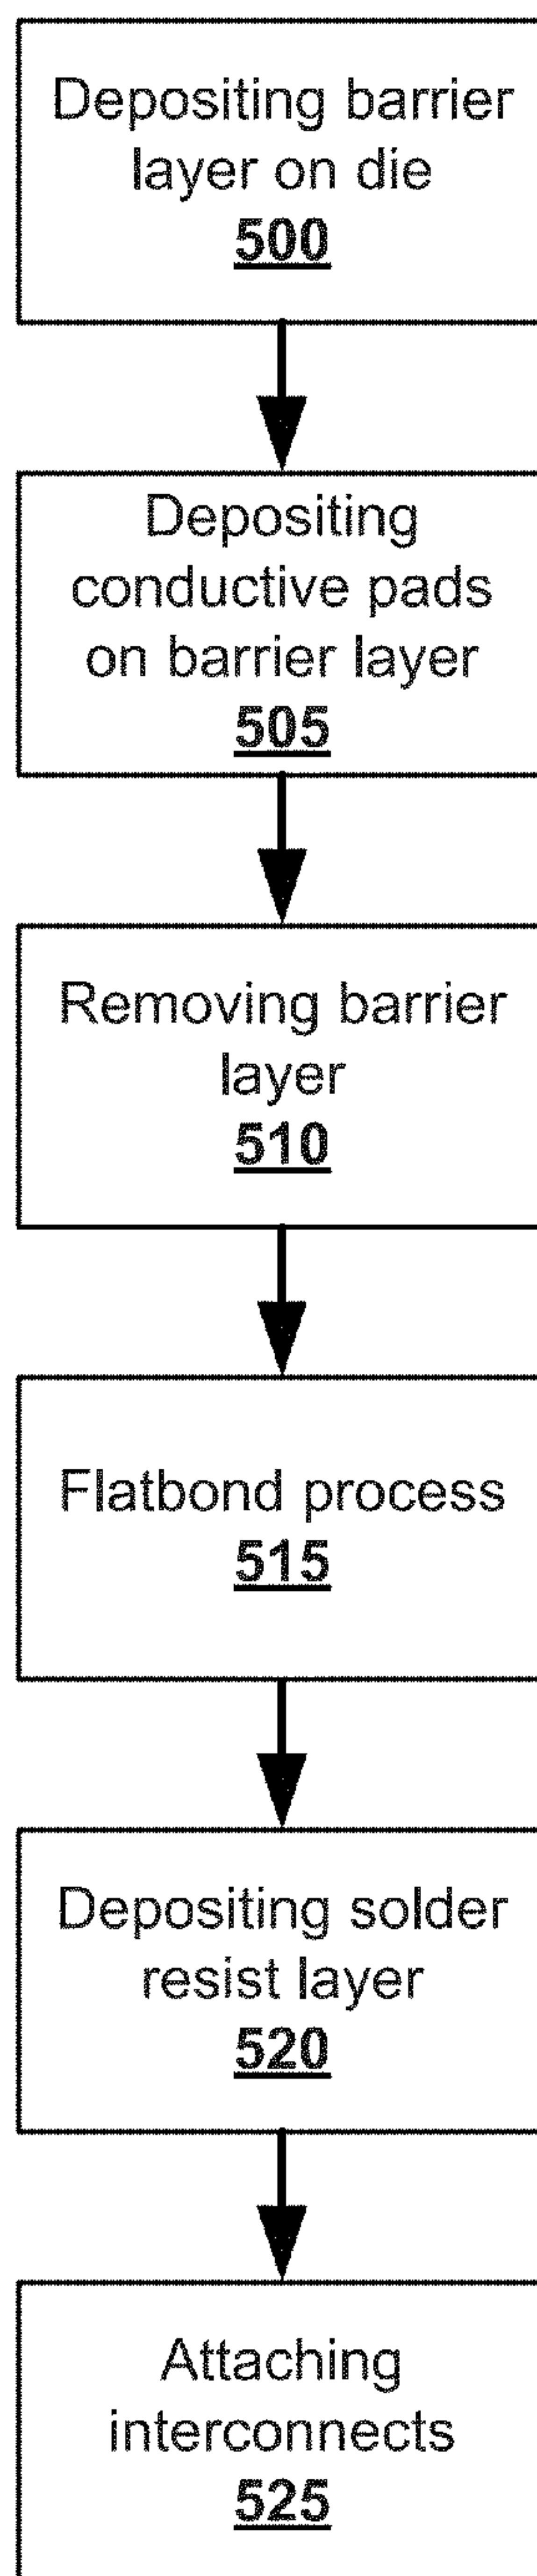 Depositing barrier
layer on die
500
Depositing
conductive pads
on barrier layer
505
Removing barrier
layer
510
Flatbond process
515
Depositing solder
resist layer
520
Attaching
interconnects
525